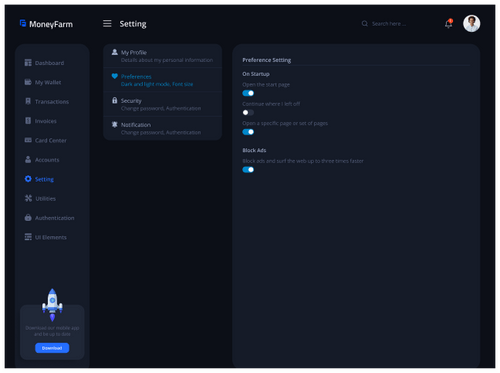 MoneyFarm
Setting
Search here ...
Dashboard
My Wallet
Transactions
Invoices
Card Center
Accounts
Setting
Utilities
Authentication
UI Elements
Download our mobile app
and be up to date
Download
My Profile
Details about my personal information
Preferences
Dark and light mode, Font size
Security
Change password, Authentication
Notification
Change password, Authentication
Preference Setting
On Startup
Open the start page
Continue where i left off
Open a specific page or set of pages
Block Ads
Block ads and surf the web up to three times faster